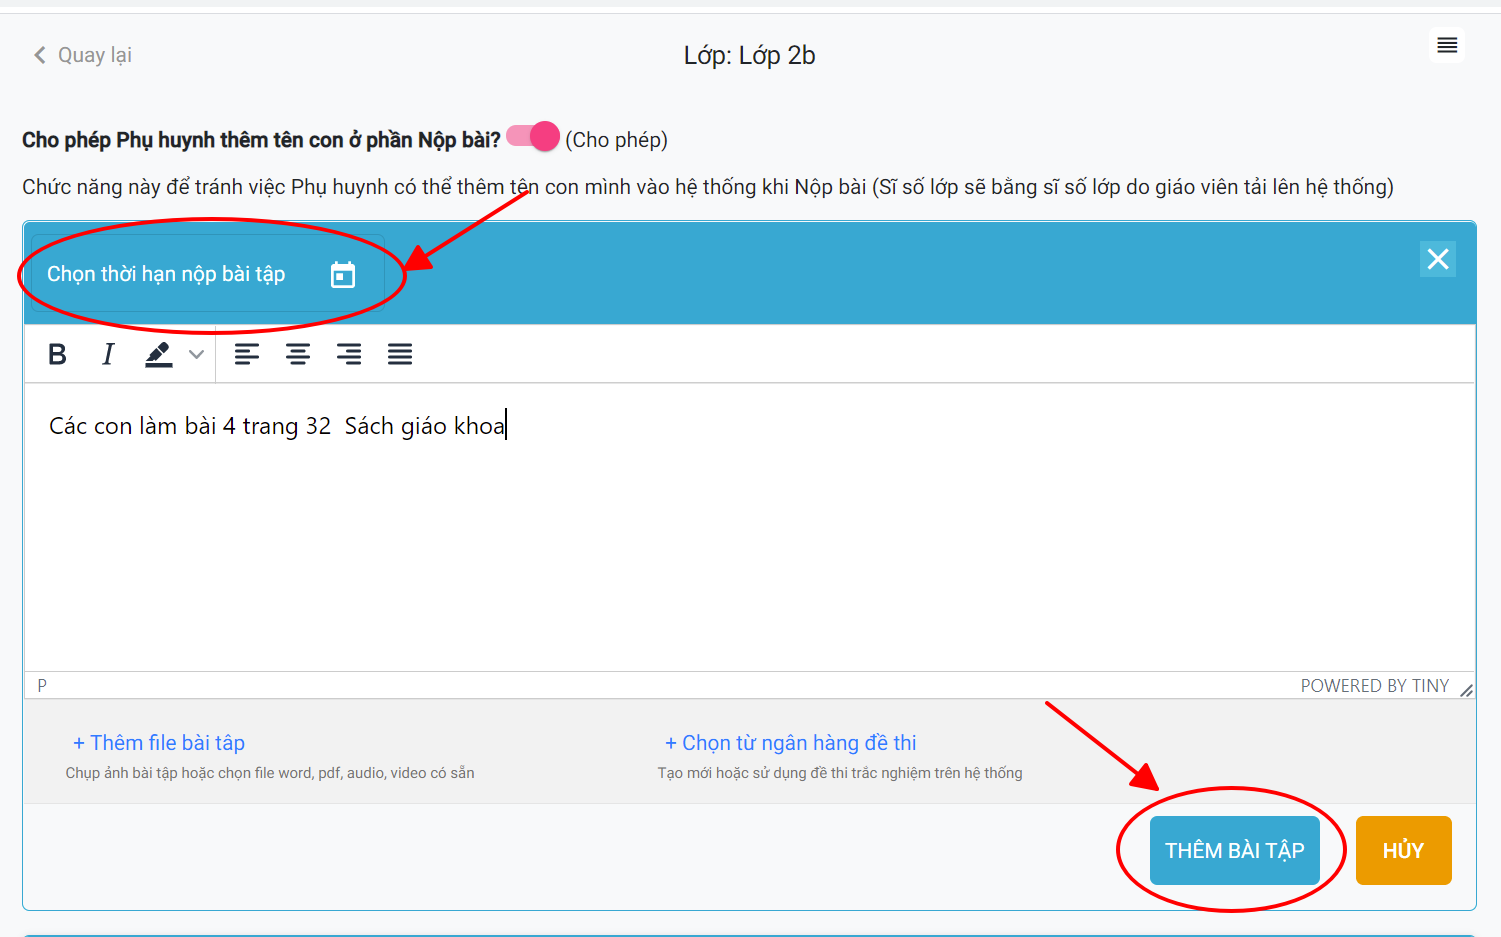 Quay lại
Lớp: Lớp 2b
Cho phép Phụ huynh thêm tên con ở phần Nộp bài? (Cho phép)
Chức năng này để tránh việc Phụ huynh có thể thêm tên con mình vào hệ thống khi Nộp bài (Sĩ số lớp sẽ bằng sĩ số lớp do giáo viên tải lên hệ thống)
Chọn thời hạn nộp bài tập
B I
Các con làm bài 4 trang 32  Sách giáo khoa
P POWERED BY TINY
+ Thêm file bài tâp + Chọn từ ngân hàng đề thi
Chụp ảnh bài tập hoặc chọn file word, pdf, audio, video có sẵn Tạo mới hoặc sử dụng đề thi trắc nghiệm trên hệ thống
THÊM BÀI TẬP HỦY